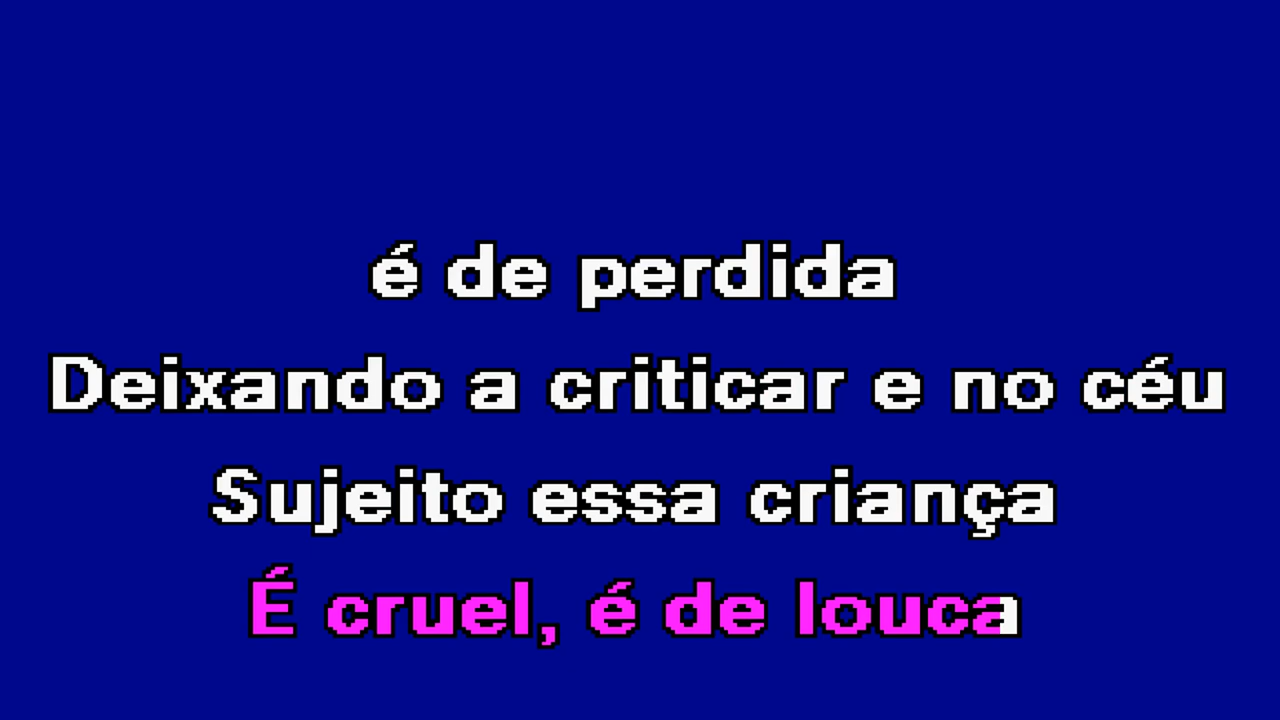 é de perdida
Deixando a criticar e no céu
Sujeito essa criança
É cruel, é de louca